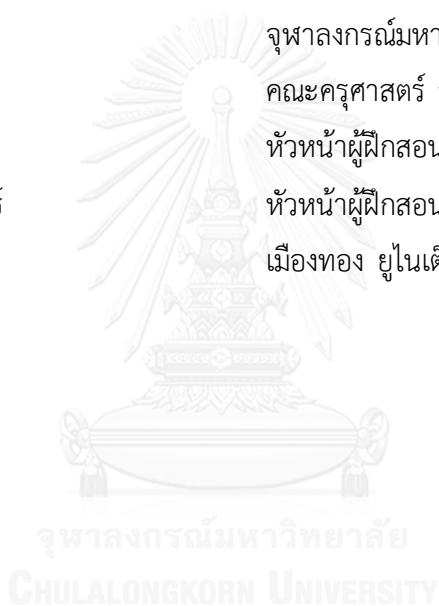 จุฬาลงกรณ์มหา
คณะครุศาสตร์
หัวหน้าผู้ฝึกสอน
หัวหน้าผู้ฝึกสอน
เมืองทอง ยูไนเต็
จุฬาลงกรณ์มหาวิทยาลัย
CHULALONGKORN UNIVERSITY